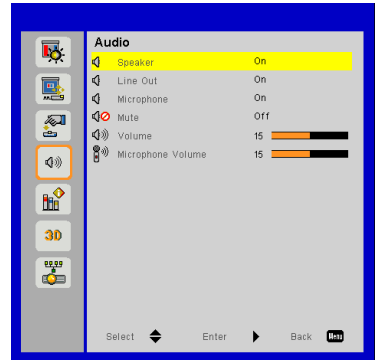 Audio
Speaker On
Line Out On
Microphone On
Mute Off
Volume 15
Microphone Volume 15
3D
Select Enter Back Menu